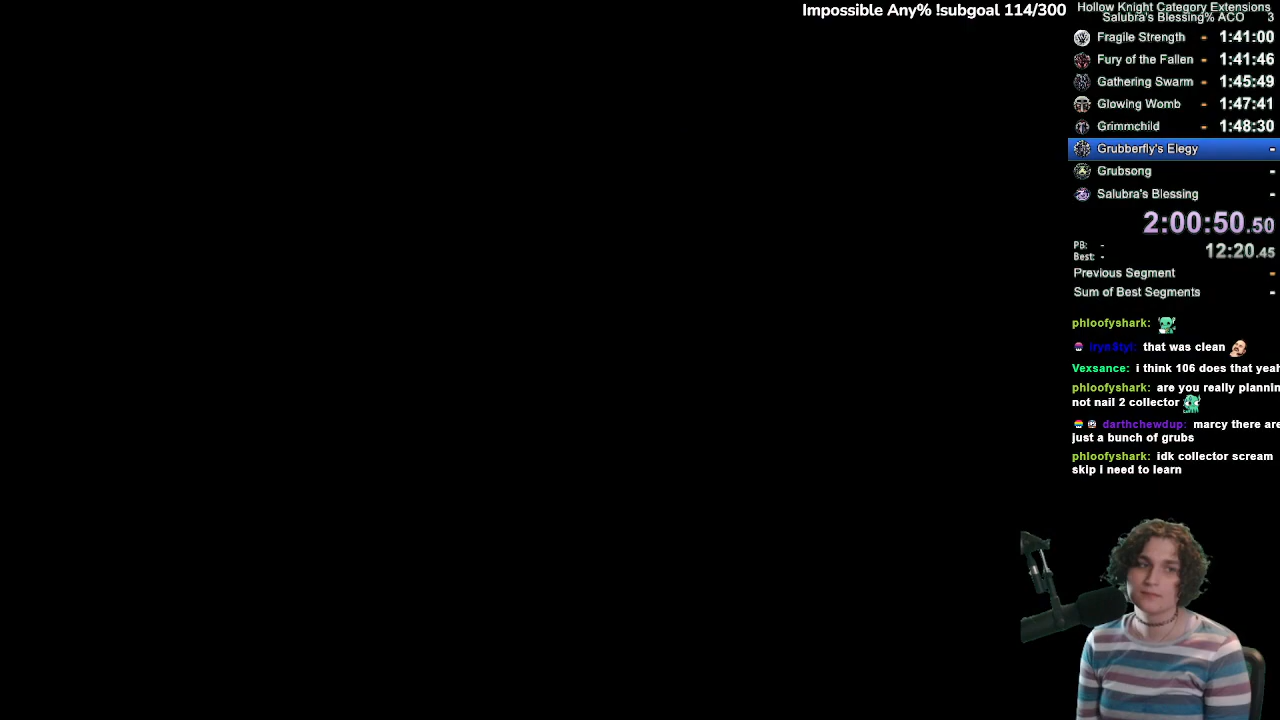 Impossible Any% !subgoal 114/300
Hollow Knight Category Extensions
Salubra's Blessing% ACO 3
Fragile Strength - 1:41:00
Fury of the Fallen - 1:41:46
Gathering Swarm - 1:45:49
Glowing Womb - 1:47:41
Grimmchild - 1:48:30
Grubberfly's Elegy -
Grubsong -
Salubra's Blessing -
2:00:50.50
PB: -
Best: -
12:20.45
Previous Segment -
Sum of Best Segments -
phloofyshark:
that was clean
Vexsance: i think 106 does that yeah
phloofyshark: are you really plannin
not nail 2 collector
darthchewdup: marcy there are
just a bunch of grubs
phloofyshark: idk collector scream
skip i need to learn